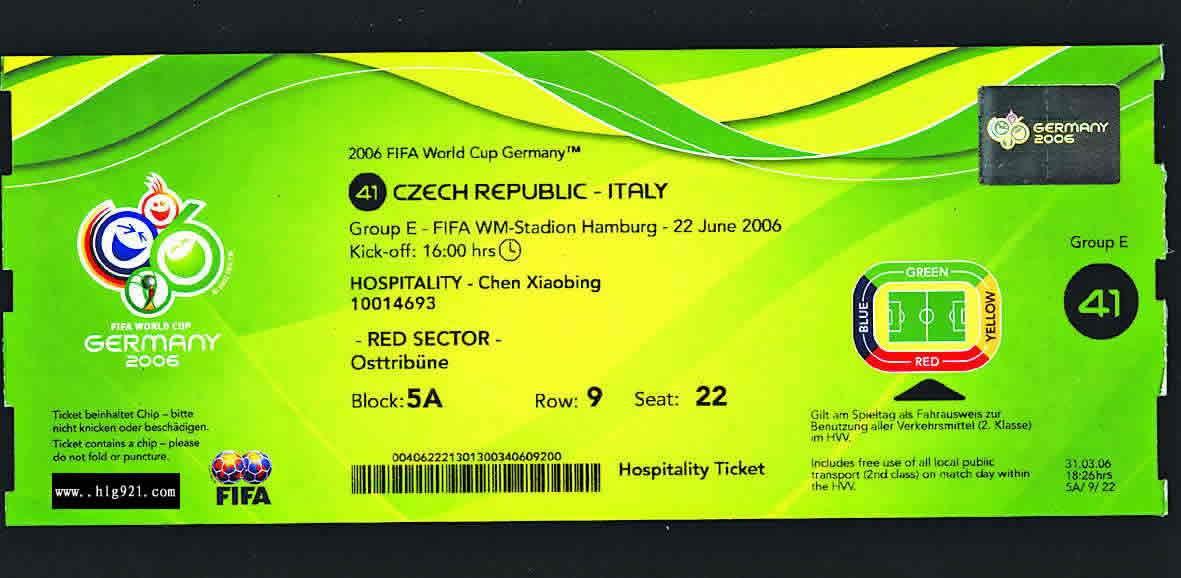 2006 FIFA World Cup Germany™
41 CZECH REPUBLIC - ITALY
Group E - FIFA WM-Stadion Hamburg - 22 June 2006
Kick-off: 16:00 hrs
HOSPITALITY - Chen Xiaobing
10014693
- RED SECTOR -
Osttribüne
Block: 5A Row: 9 Seat: 22
00406222130130034060920​0
Hospitality Ticket
FIFA WORLD CUP
GERMANY
2006
Ticket beinhaltet Chip – bitte
nicht knicken oder beschädigen.
Ticket contains a chip – please
do not fold or puncture.
www..hlg921.com
FIFA
GERMANY
2006
Group E
41
GREEN
BLUE
YELLOW
RED
Gilt am Spieltag als Fahrausweis zur
Benutzung aller Verkehrsmittel (2. Klasse)
im HVV.
Includes free use of all local public
transport (2nd class) on match day within
the HVV.
31.03.06
18:26hrs
5A/ 9/ 22